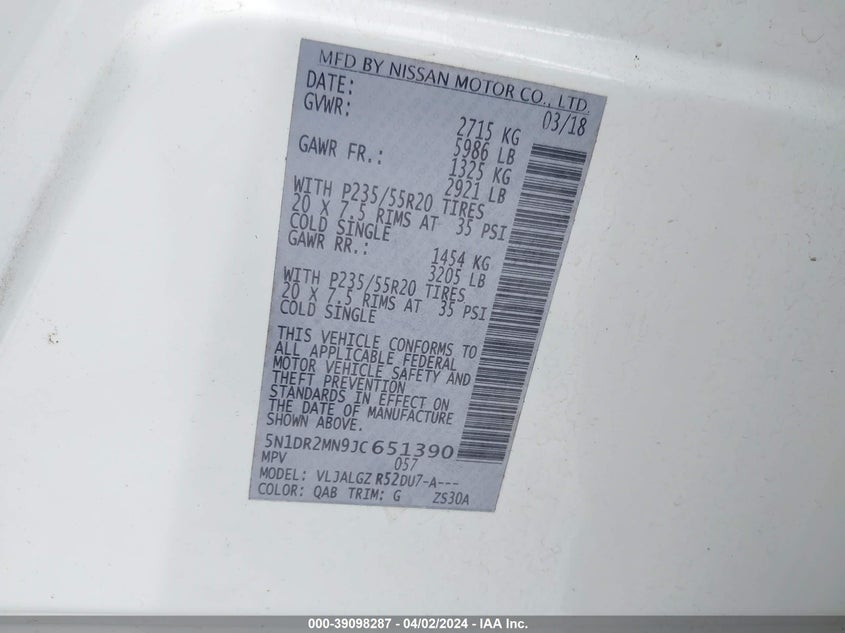 MFD BY NISSAN MOTOR CO., LTD.
DATE: 03/18
GVWR: 2715 KG
5986 LB
GAWR FR.: 1325 KG
2921 LB
WITH P235/55R20 TIRES
20 X 7.5 RIMS AT 35 PSI
COLD SINGLE
GAWR RR.: 1454 KG
3205 LB
WITH P235/55R20 TIRES
20 X 7.5 RIMS AT 35 PSI
COLD SINGLE
THIS VEHICLE CONFORMS TO
ALL APPLICABLE FEDERAL
MOTOR VEHICLE SAFETY AND
THEFT PREVENTION
STANDARDS IN EFFECT ON
THE DATE OF MANUFACTURE
SHOWN ABOVE.
5N1DR2MN9JC651390
MPV 057
MODEL: VLJALGZ R52DU7-A---
COLOR: QAB TRIM: G ZS30A
000-39098287 - 04/02/2024 - IAA Inc.